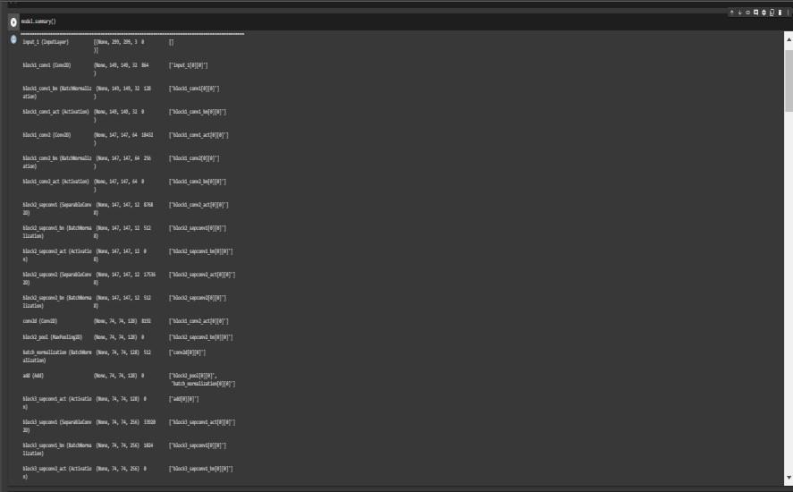 model.summary()
input_1 (InputLayer) [(None, 299, 299, 3 0 []
)]
block1_conv1 (Conv2D) (None, 149, 149, 32 864 ['input_1[0][0]']
)
block1_conv1_bn (BatchNormaliz (None, 149, 149, 32 128 ['block1_conv1[0][0]']
ation) )
block1_conv1_act (Activation) (None, 149, 149, 32 0 ['block1_conv1_bn[0][0]']
)
block1_conv2 (Conv2D) (None, 147, 147, 64 18432 ['block1_conv1_act[0][0]']
)
block1_conv2_bn (BatchNormaliz (None, 147, 147, 64 256 ['block1_conv2[0][0]']
ation) )
block1_conv2_act (Activation) (None, 147, 147, 64 0 ['block1_conv2_bn[0][0]']
)
block2_sepconv1 (SeparableConv (None, 147, 147, 12 8768 ['block1_conv2_act[0][0]']
2D) 8)
block2_sepconv1_bn (BatchNorma (None, 147, 147, 12 512 ['block2_sepconv1[0][0]']
lization) 8)
block2_sepconv2_act (Activatio (None, 147, 147, 12 0 ['block2_sepconv1_bn[0][0]']
n) 8)
block2_sepconv2 (SeparableConv (None, 147, 147, 12 17536 ['block2_sepconv2_act[0][0]']
2D) 8)
block2_sepconv2_bn (BatchNorma (None, 147, 147, 12 512 ['block2_sepconv2[0][0]']
lization) 8)
conv2d (Conv2D) (None, 74, 74, 128) 8192 ['block1_conv2_act[0][0]']
block2_pool (MaxPooling2D) (None, 74, 74, 128) 0 ['block2_sepconv2_bn[0][0]']
batch_normalization (BatchNorm (None, 74, 74, 128) 512 ['conv2d[0][0]']
alization)
add (Add) (None, 74, 74, 128) 0 ['block2_pool[0][0]',
'batch_normalization[0][0]']
block3_sepconv1_act (Activatio (None, 74, 74, 128) 0 ['add[0][0]']
n)
block3_sepconv1 (SeparableConv (None, 74, 74, 256) 33920 ['block3_sepconv1_act[0][0]']
2D)
block3_sepconv1_bn (BatchNorma (None, 74, 74, 256) 1024 ['block3_sepconv1[0][0]']
lization)
block3_sepconv2_act (Activatio (None, 74, 74, 256) 0 ['block3_sepconv1_bn[0][0]']
n)